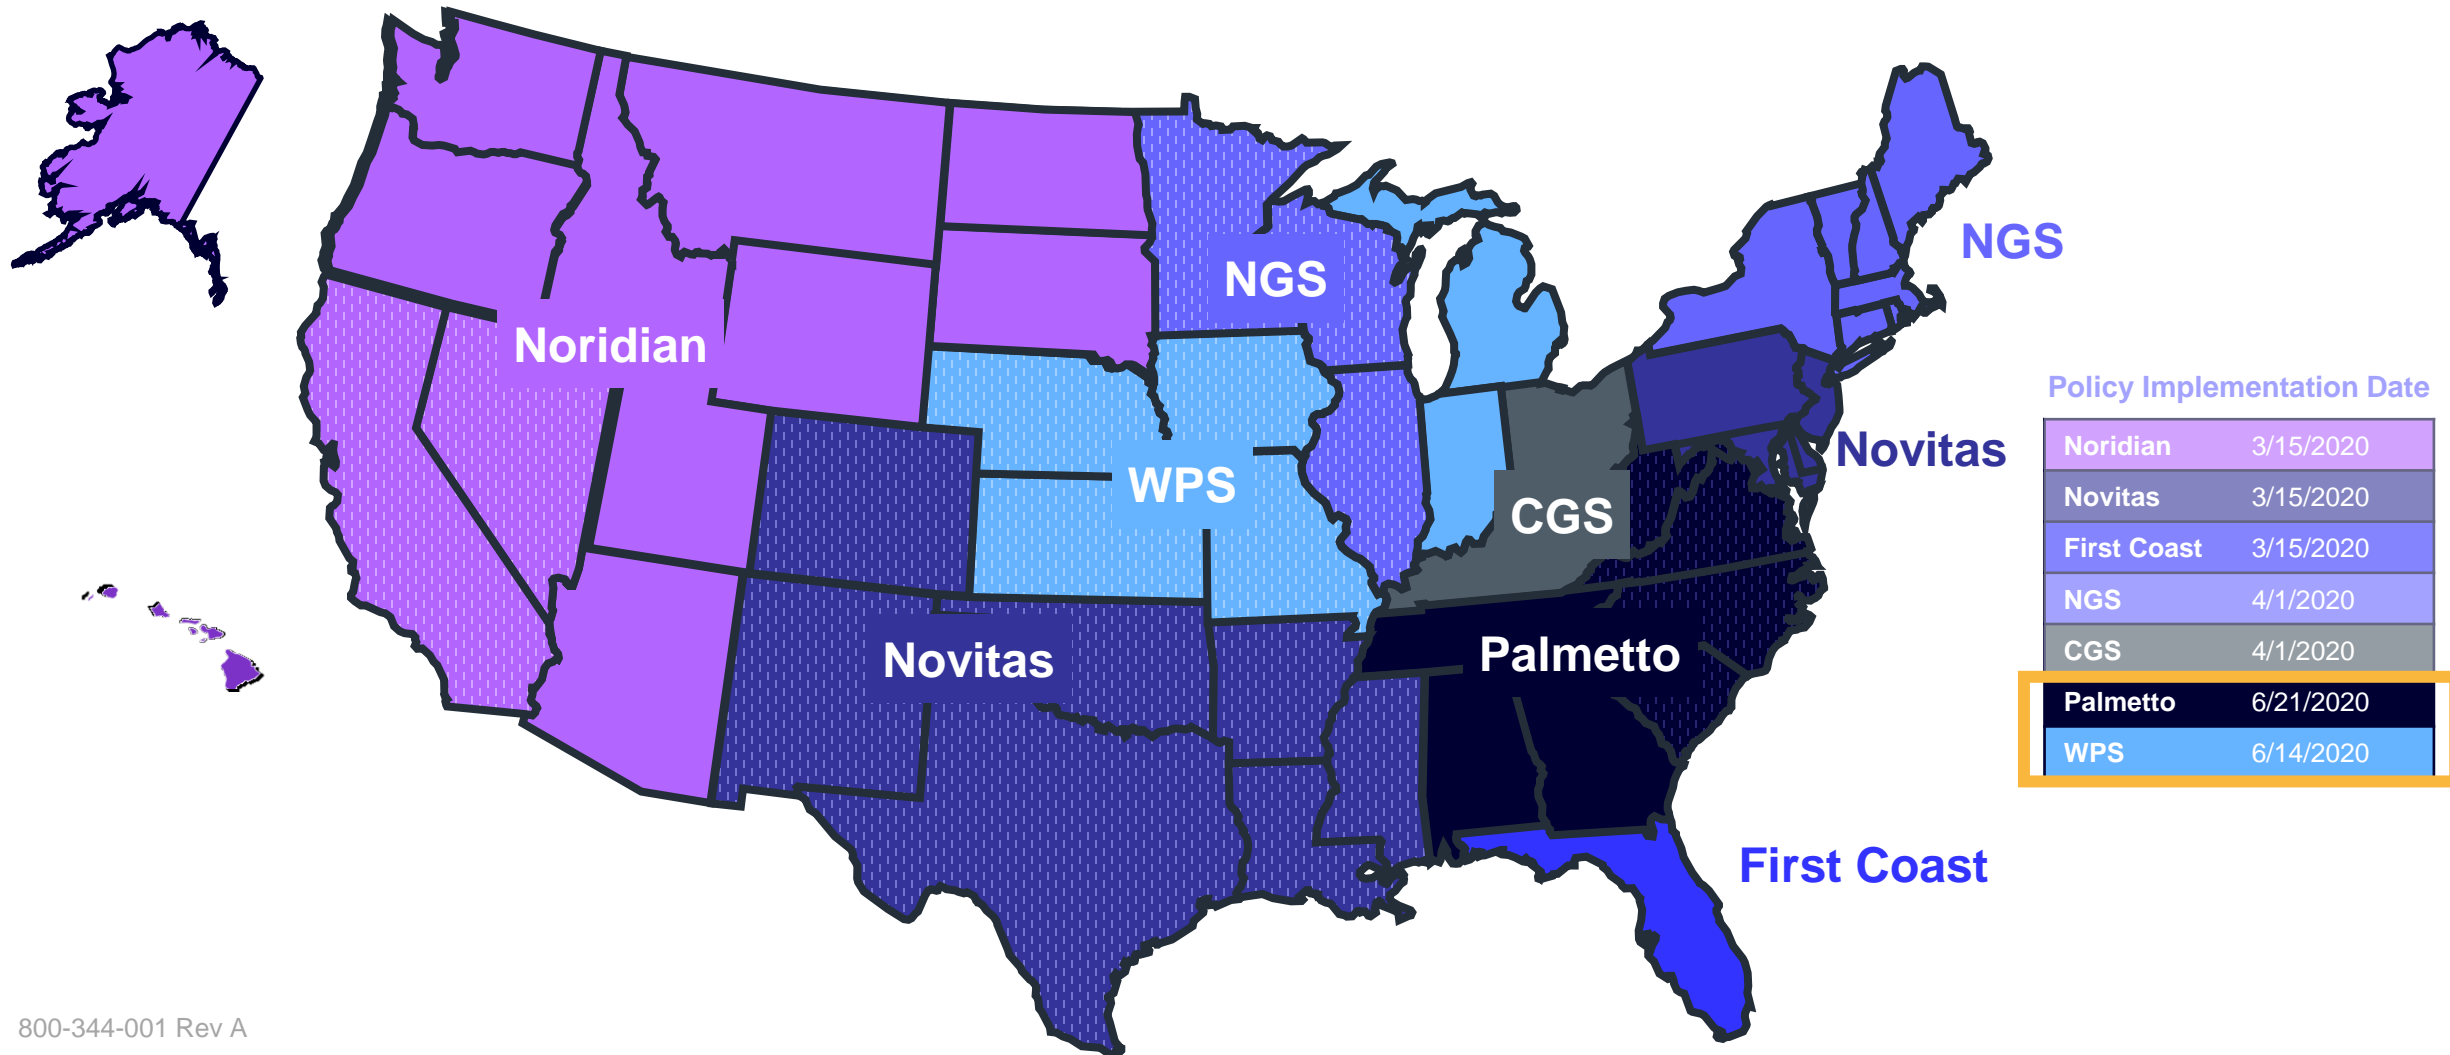 NGS
NGS
Noridian
Policy Implementation Date
Noridian 3/15/2020
Novitas
WPS
Novitas 3/15/2020
CGS
First Coast 3/15/2020
NGS 4/1/2020
Novitas
Palmetto
CGS 4/1/2020
Palmetto 6/21/2020
WPS 6/14/2020
First Coast
800-344-001 Rev A